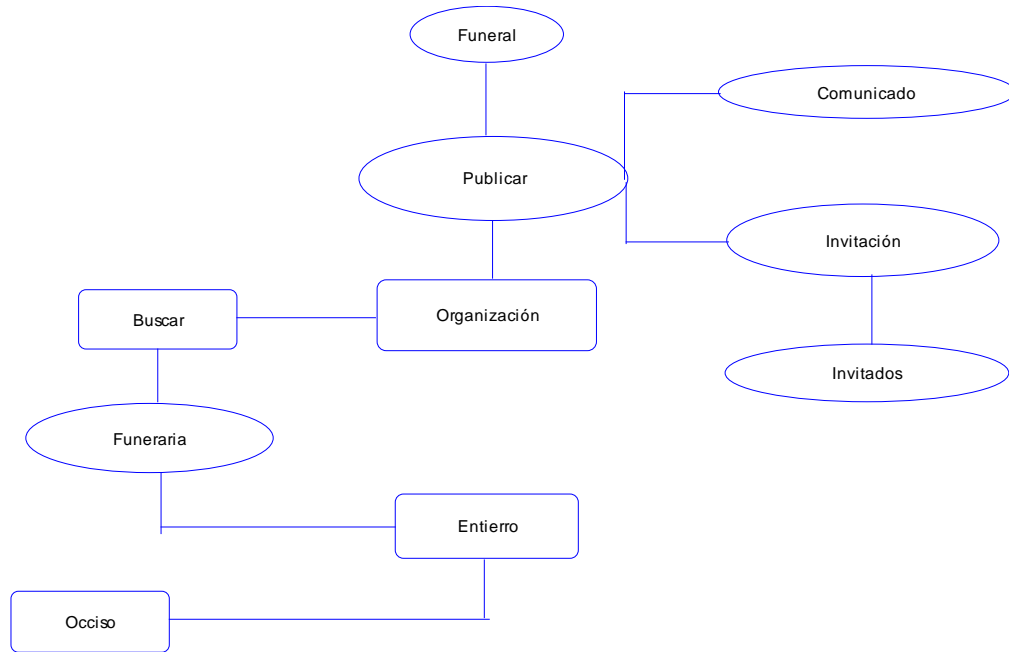 Funeral
Comunicado
Publicar
Invitación
Organización
Buscar
Invitados
Funeraria
Entierro
Occiso